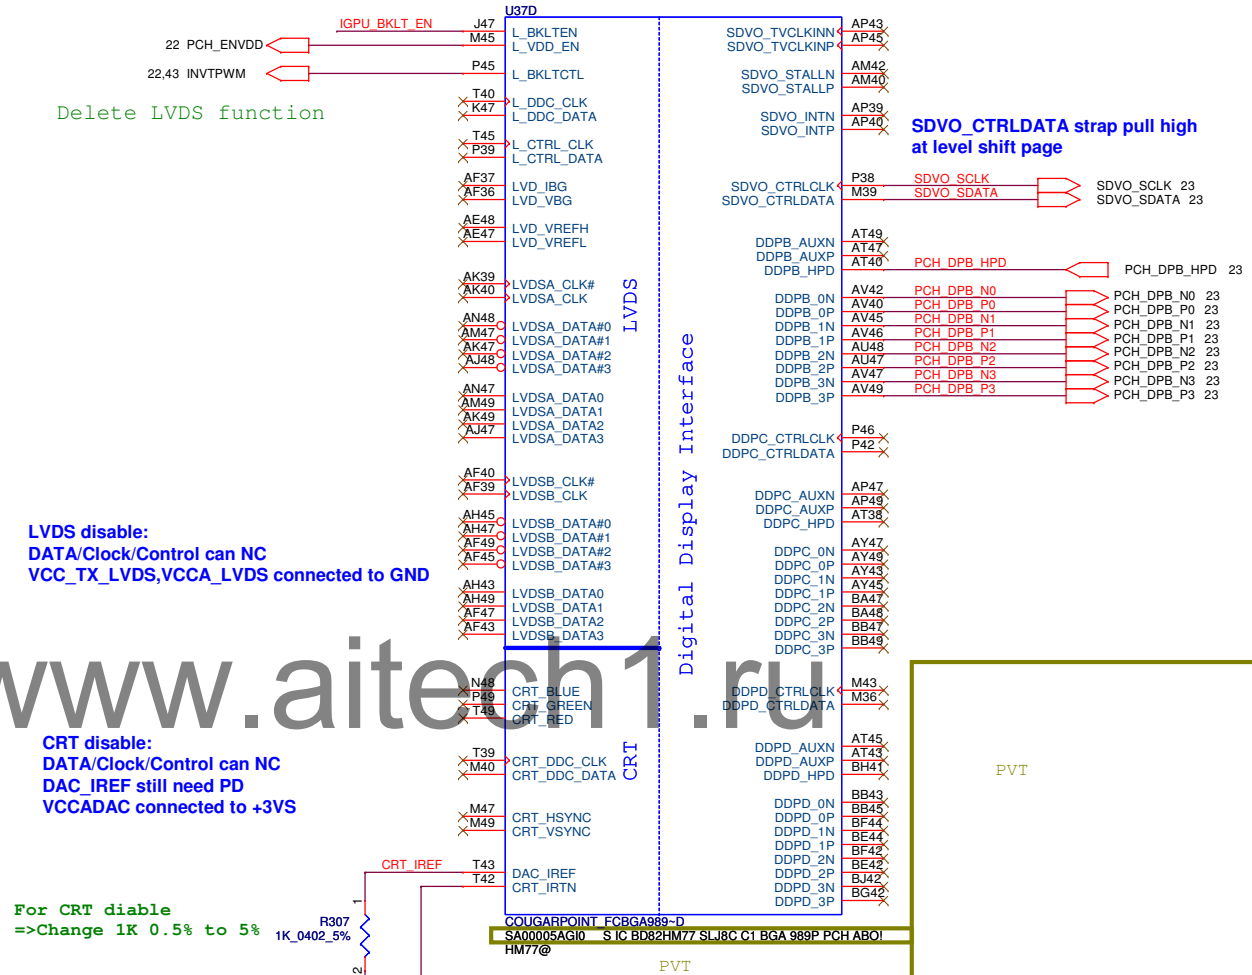 U37D
IGPU_BKLT_EN J47 L_BKLTEN
22 PCH_ENVDD M45 L_VDD_EN
22,43 INVTPWM P45 L_BKLTCTL
Delete LVDS function
T40 L_DDC_CLK
K47 L_DDC_DATA
T45 L_CTRL_CLK
P39 L_CTRL_DATA
AF37 LVD_IBG
AF36 LVD_VBG
AE48 LVD_VREFH
AE47 LVD_VREFL
AK39 LVDSA_CLK#
AK40 LVDSA_CLK
AN48 LVDSA_DATA#0
AM47 LVDSA_DATA#1
AK47 LVDSA_DATA#2
AJ48 LVDSA_DATA#3
AN47 LVDSA_DATA0
AM49 LVDSA_DATA1
AK49 LVDSA_DATA2
AJ47 LVDSA_DATA3
AF40 LVDSB_CLK#
AF39 LVDSB_CLK
AH45 LVDSB_DATA#0
AH47 LVDSB_DATA#1
AF49 LVDSB_DATA#2
AF45 LVDSB_DATA#3
AH43 LVDSB_DATA0
AH49 LVDSB_DATA1
AF47 LVDSB_DATA2
AF43 LVDSB_DATA3
LVDS
LVDS disable:
DATA/Clock/Control can NC
VCC_TX_LVDS,VCCA_LVDS connected to GND
N48 CRT_BLUE
P49 CRT_GREEN
T49 CRT_RED
T39 CRT_DDC_CLK
M40 CRT_DDC_DATA
M47 CRT_HSYNC
M49 CRT_VSYNC
CRT_IREF T43 DAC_IREF
T42 CRT_IRTN
CRT
CRT disable:
DATA/Clock/Control can NC
DAC_IREF still need PD
VCCADAC connected to +3VS
For CRT diable
=>Change 1K 0.5% to 5%
1
R307
1K_0402_5%
2
Digital Display Interface
SDVO_TVCLKINN AP43
SDVO_TVCLKINP AP45
SDVO_STALLN AM42
SDVO_STALLP AM40
SDVO_INTN AP39
SDVO_INTP AP40
SDVO_CTRLDATA strap pull high
at level shift page
SDVO_CTRLCLK P38 SDVO_SCLK SDVO_SCLK 23
SDVO_CTRLDATA M39 SDVO_SDATA SDVO_SDATA 23
DDPB_AUXN AT49
DDPB_AUXP AT47
DDPB_HPD AT40 PCH_DPB_HPD PCH_DPB_HPD 23
DDPB_0N AV42 PCH_DPB_N0 PCH_DPB_N0 23
DDPB_0P AV40 PCH_DPB_P0 PCH_DPB_P0 23
DDPB_1N AV45 PCH_DPB_N1 PCH_DPB_N1 23
DDPB_1P AV46 PCH_DPB_P1 PCH_DPB_P1 23
DDPB_2N AU48 PCH_DPB_N2 PCH_DPB_N2 23
DDPB_2P AU47 PCH_DPB_P2 PCH_DPB_P2 23
DDPB_3N AV47 PCH_DPB_N3 PCH_DPB_N3 23
DDPB_3P AV49 PCH_DPB_P3 PCH_DPB_P3 23
DDPC_CTRLCLK P46
DDPC_CTRLDATA P42
DDPC_AUXN AP47
DDPC_AUXP AP49
DDPC_HPD AT38
DDPC_0N AY47
DDPC_0P AY49
DDPC_1N AY43
DDPC_1P AY45
DDPC_2N BA47
DDPC_2P BA48
DDPC_3N BB47
DDPC_3P BB49
DDPD_CTRLCLK M43
DDPD_CTRLDATA M36
DDPD_AUXN AT45
DDPD_AUXP AT43
DDPD_HPD BH41
DDPD_0N BB43
DDPD_0P BB45
DDPD_1N BF44
DDPD_1P BE44
DDPD_2N BF42
DDPD_2P BE42
DDPD_3N BJ42
DDPD_3P BG42
COUGARPOINT_FCBGA989~D
SA00005AGI0 S IC BD82HM77 SLJ8C C1 BGA 989P PCH ABO!
HM77@
PVT
PVT
www.aitech1.ru